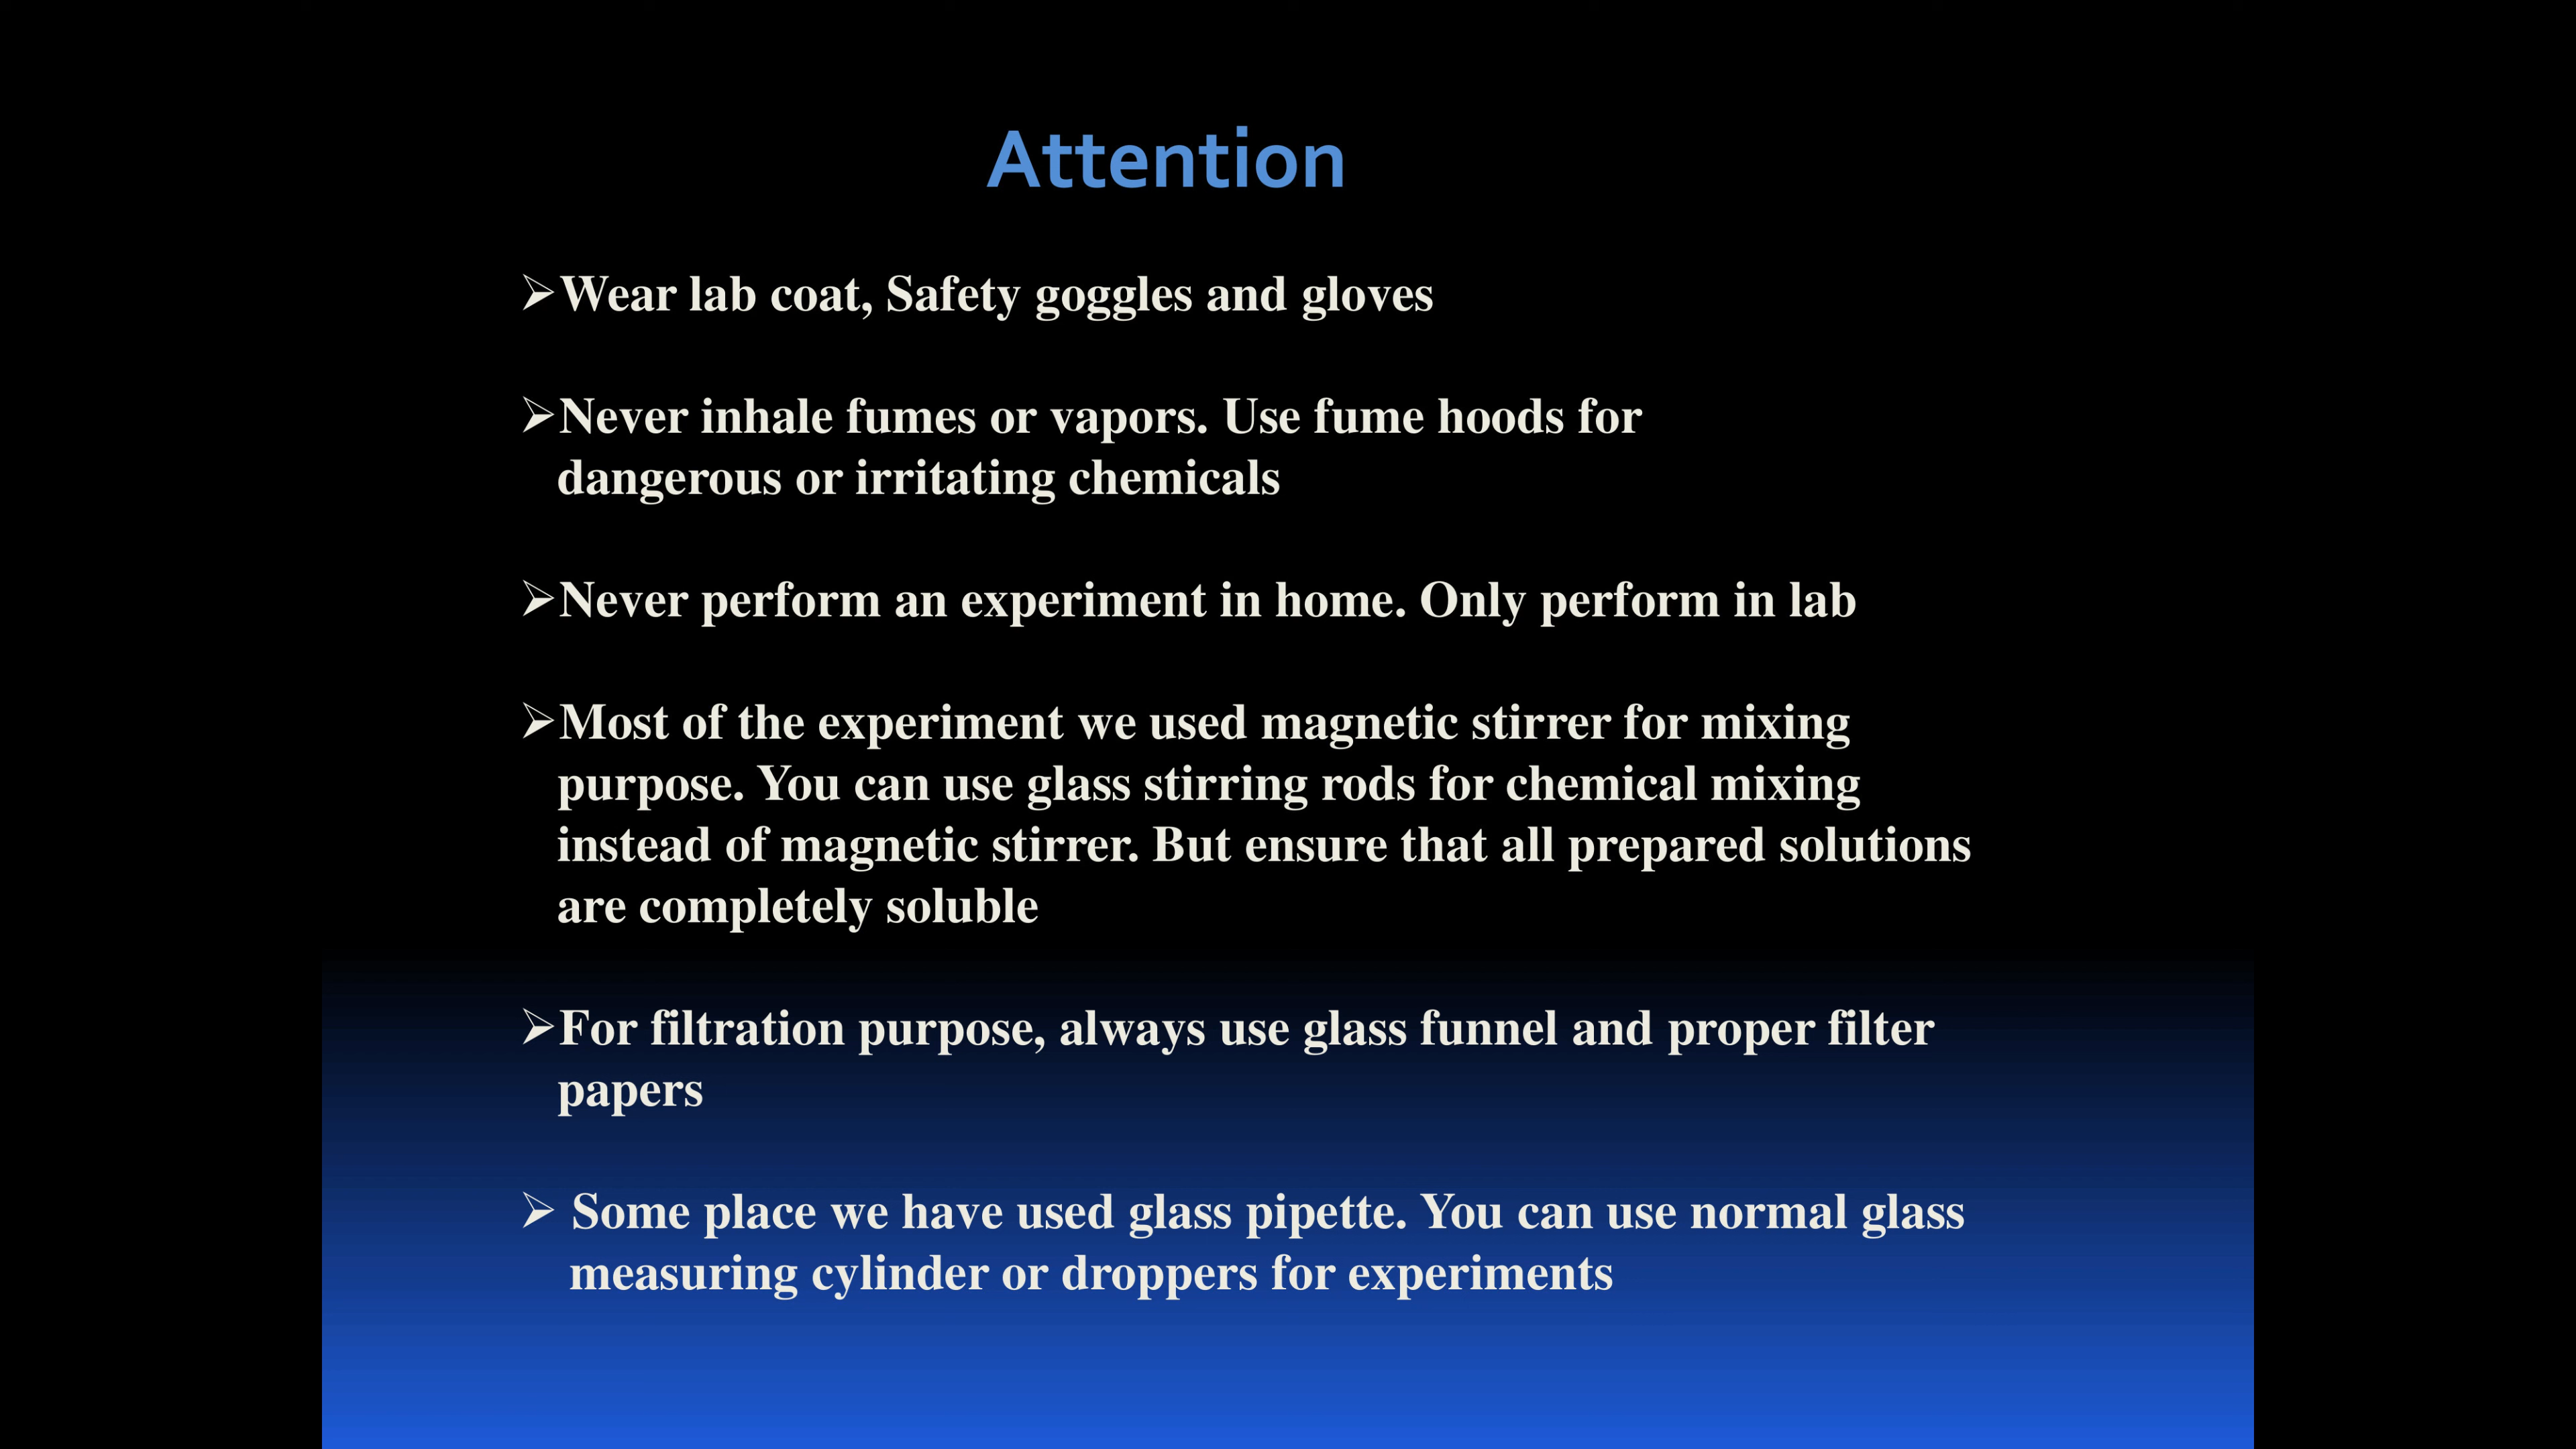 Attention
➢Wear lab coat, Safety goggles and gloves
➢Never inhale fumes or vapors. Use fume hoods for
dangerous or irritating chemicals
➢Never perform an experiment in home. Only perform in lab
➢Most of the experiment we used magnetic stirrer for mixing
purpose. You can use glass stirring rods for chemical mixing
instead of magnetic stirrer. But ensure that all prepared solutions
are completely soluble
➢For filtration purpose, always use glass funnel and proper filter
papers
➢ Some place we have used glass pipette. You can use normal glass
measuring cylinder or droppers for experiments